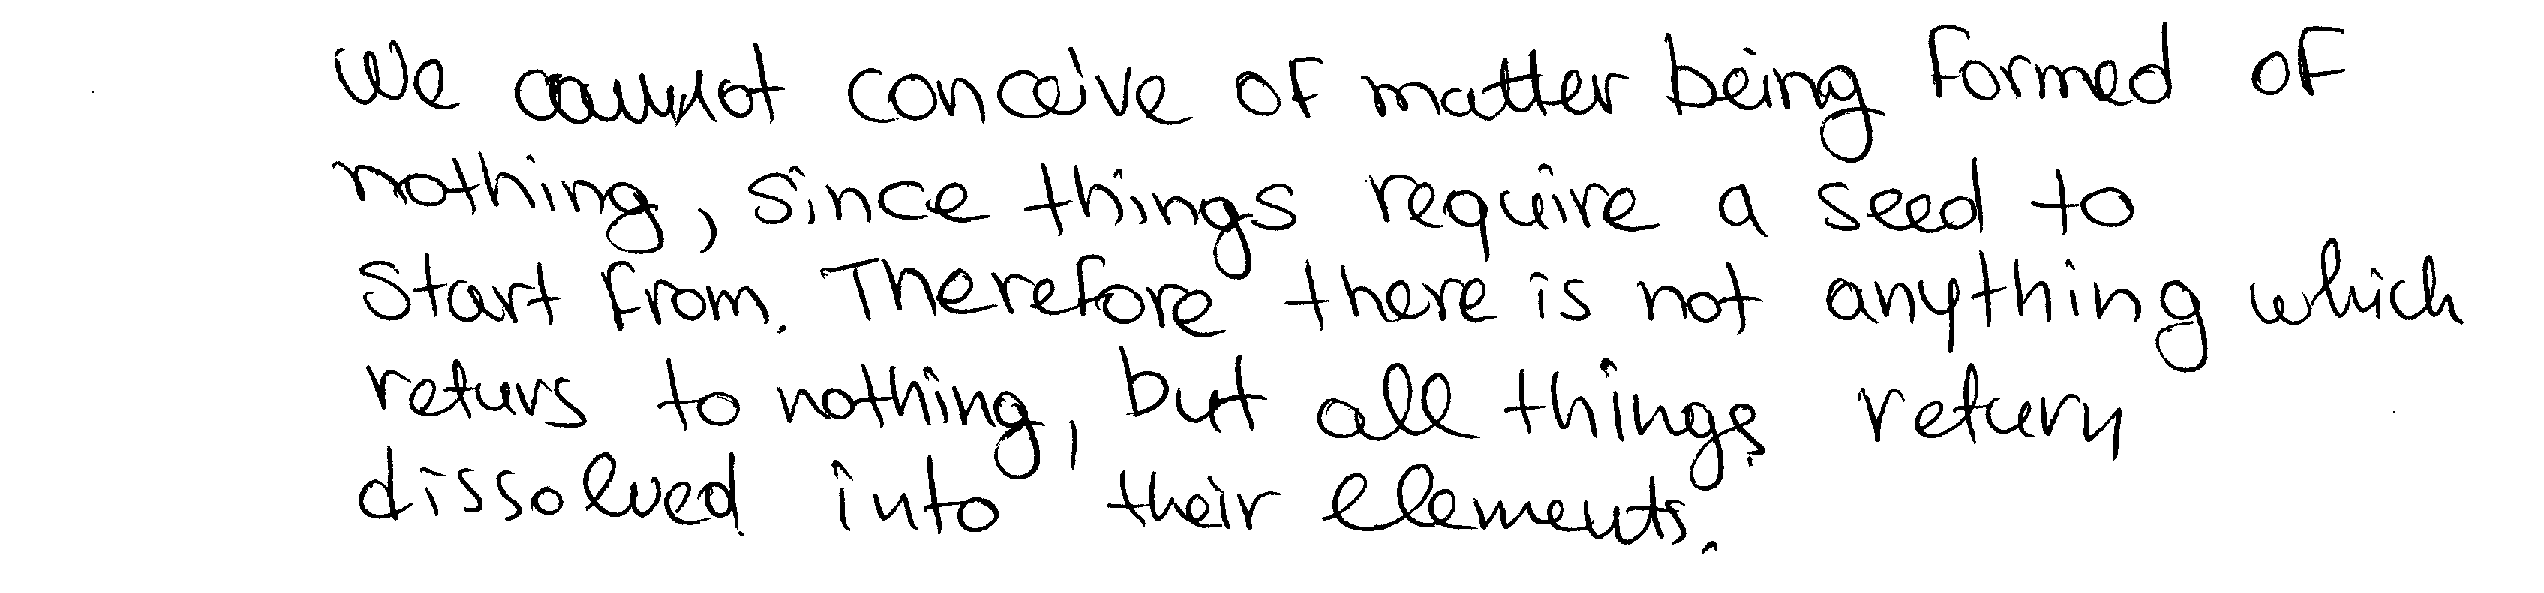 We cannot conceive of matter being formed of
nothing, since things require a seed to
start from. Therefore there is not anything which
returs to nothing, but all things return
dissolved into their elements.